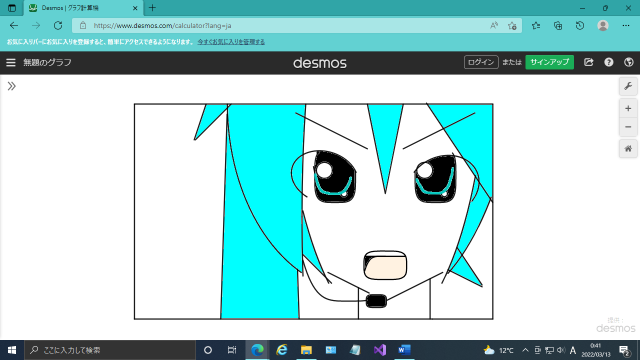 Desmos | グラフ計算機
https://www.desmos.com/calculator?lang=ja
お気に入りバーにお気に入りを登録すると、簡単にアクセスできるようになります。 今すぐお気に入りを管理する
無題のグラフ
desmos
ログイン または サインアップ
提供：
desmos
ここに入力して検索
12°C
A
0:41
2022/03/13
2